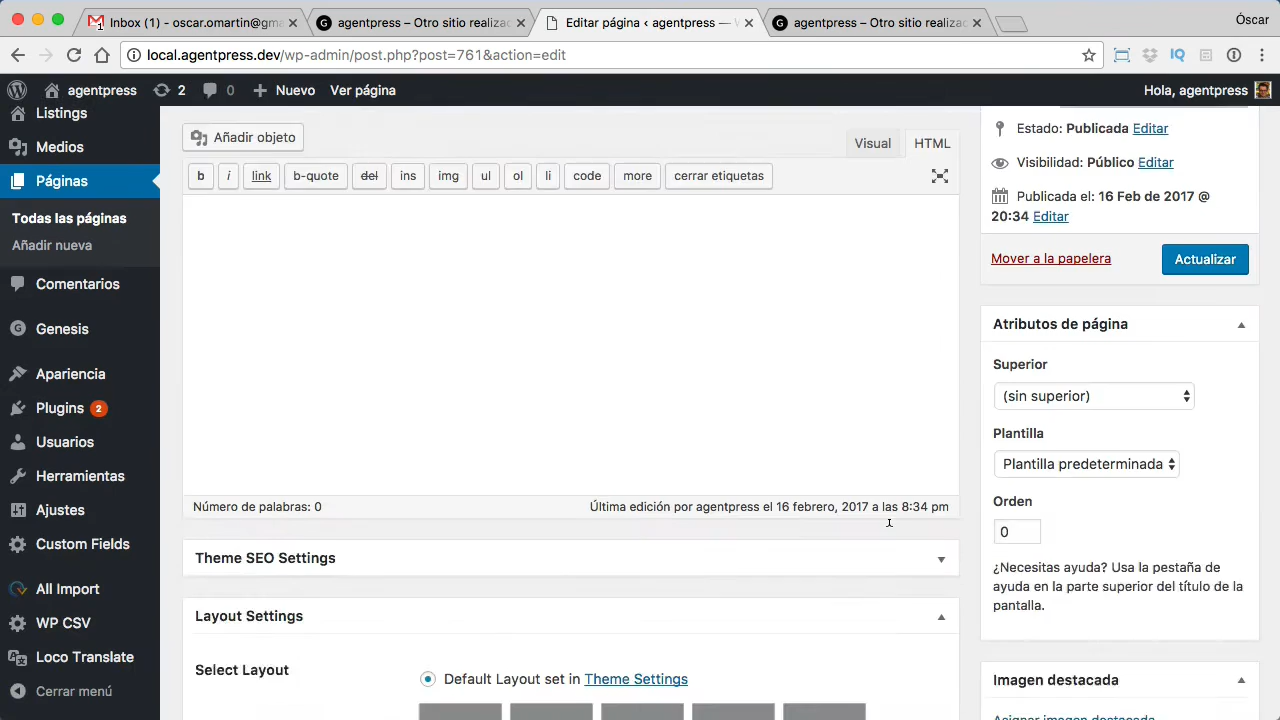 Inbox (1) - oscar.omartin@gma
agentpress – Otro sitio realizac
Editar página ‹ agentpress —
agentpress – Otro sitio realizac
Óscar
local.agentpress.dev/wp-admin/post.php?post=761&action=edit
agentpress
2
0
Nuevo
Ver página
Hola, agentpress
Listings
Medios
Páginas
Todas las páginas
Añadir nueva
Comentarios
Genesis
Apariencia
Plugins 2
Usuarios
Herramientas
Ajustes
Custom Fields
All Import
WP CSV
Loco Translate
Cerrar menú
Añadir objeto
Visual
HTML
b
i
link
b-quote
del
ins
img
ul
ol
li
code
more
cerrar etiquetas
Número de palabras: 0
Última edición por agentpress el 16 febrero, 2017 a las 8:34 pm
Theme SEO Settings
Layout Settings
Select Layout
Default Layout set in Theme Settings
Estado: Publicada Editar
Visibilidad: Público Editar
Publicada el: 16 Feb de 2017 @
20:34 Editar
Mover a la papelera
Actualizar
Atributos de página
Superior
(sin superior)
Plantilla
Plantilla predeterminada
Orden
0
¿Necesitas ayuda? Usa la pestaña de
ayuda en la parte superior del título de la
pantalla.
Imagen destacada
Asignar imagen destacada